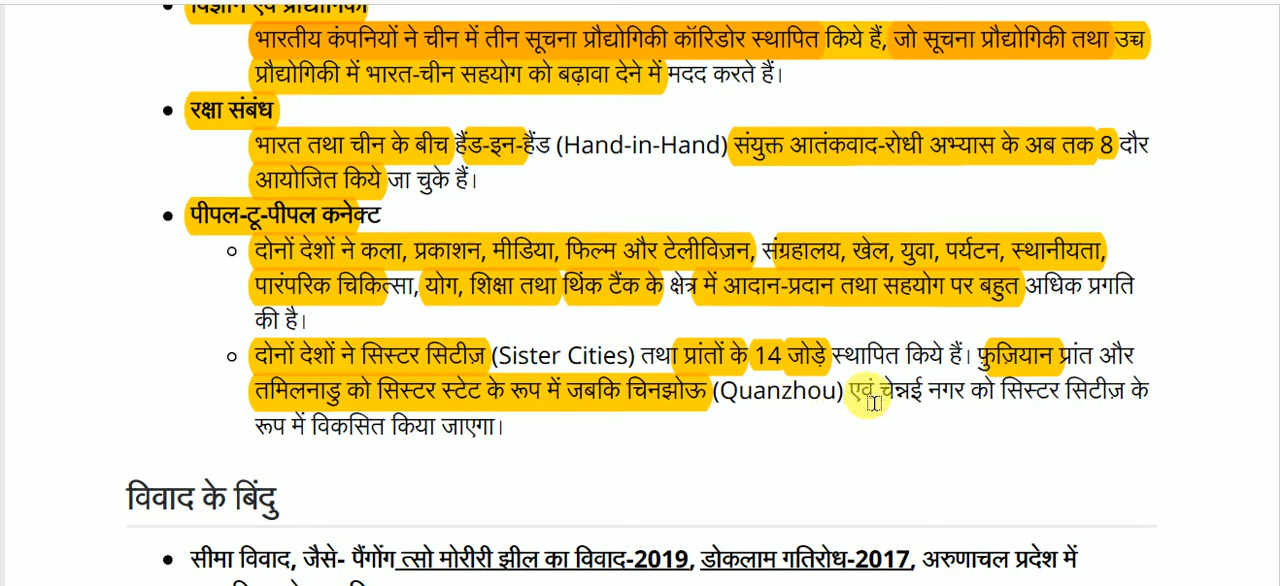 विज्ञान एवं प्रौद्योगिकी
भारतीय कंपनियों ने चीन में तीन सूचना प्रौद्योगिकी कॉरिडोर स्थापित किये हैं, जो सूचना प्रौद्योगिकी तथा उच्च
प्रौद्योगिकी में भारत-चीन सहयोग को बढ़ावा देने में मदद करते हैं।
रक्षा संबंध
भारत तथा चीन के बीच हैंड-इन-हैंड (Hand-in-Hand) संयुक्त आतंकवाद-रोधी अभ्यास के अब तक 8 दौर
आयोजित किये जा चुके हैं।
पीपल-टू-पीपल कनेक्ट
दोनों देशों ने कला, प्रकाशन, मीडिया, फिल्म और टेलीविज़न, संग्रहालय, खेल, युवा, पर्यटन, स्थानीयता,
पारंपरिक चिकित्सा, योग, शिक्षा तथा थिंक टैंक के क्षेत्र में आदान-प्रदान तथा सहयोग पर बहुत अधिक प्रगति
की है।
दोनों देशों ने सिस्टर सिटीज़ (Sister Cities) तथा प्रांतों के 14 जोड़े स्थापित किये हैं। फुज़ियान प्रांत और
तमिलनाडु को सिस्टर स्टेट के रूप में जबकि चिनझोऊ (Quanzhou) एवं चेन्नई नगर को सिस्टर सिटीज़ के
रूप में विकसित किया जाएगा।
विवाद के बिंदु
सीमा विवाद, जैसे- पैंगोंग त्सो मोरीरी झील का विवाद-2019, डोकलाम गतिरोध-2017, अरुणाचल प्रदेश में